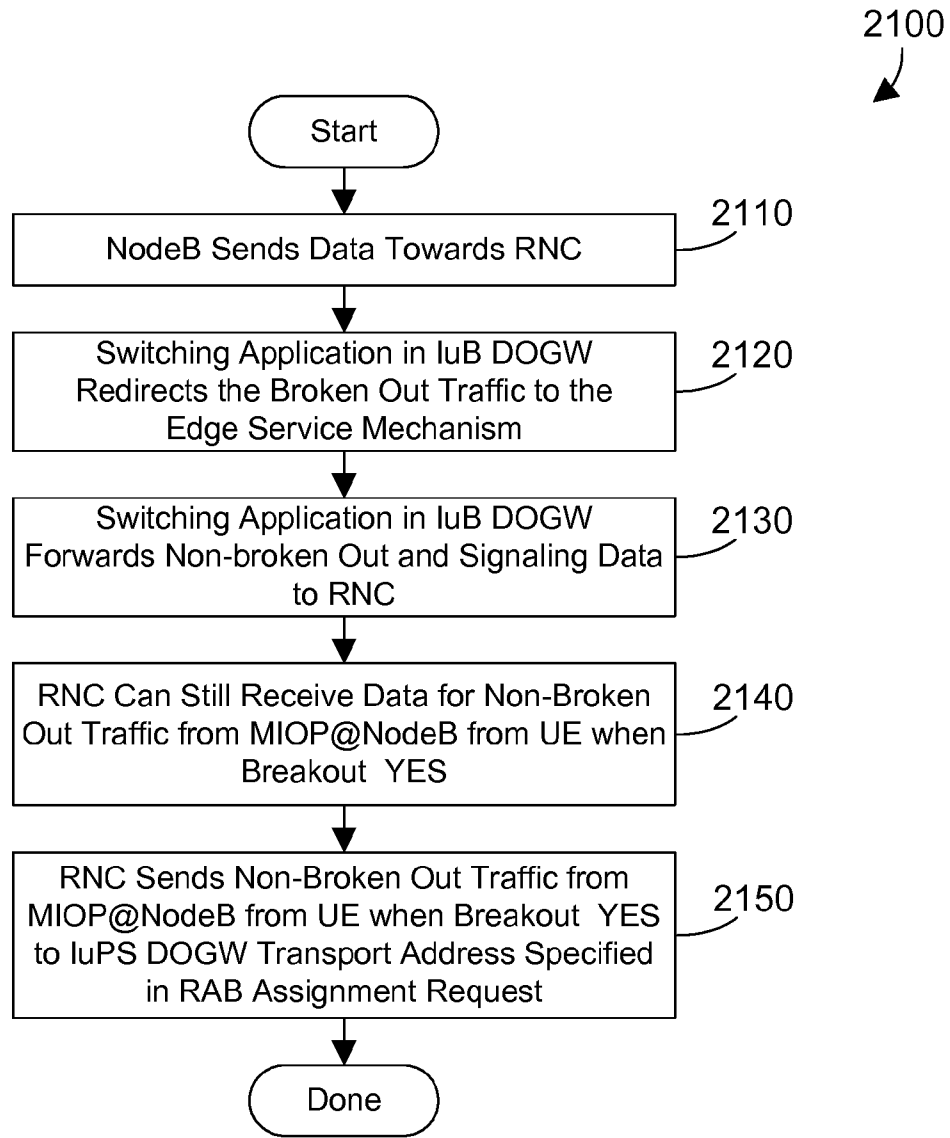 2100
Start
NodeB Sends Data Towards RNC
2110
Switching Application in IuB DOGW
Redirects the Broken Out Traffic to the
Edge Service Mechanism
2120
Switching Application in IuB DOGW
Forwards Non-broken Out and Signaling Data
to RNC
2130
RNC Can Still Receive Data for Non-Broken
Out Traffic from MIOP@NodeB from UE when
Breakout YES
2140
RNC Sends Non-Broken Out Traffic from
MIOP@NodeB from UE when Breakout YES
to IuPS DOGW Transport Address Specified
in RAB Assignment Request
2150
Done